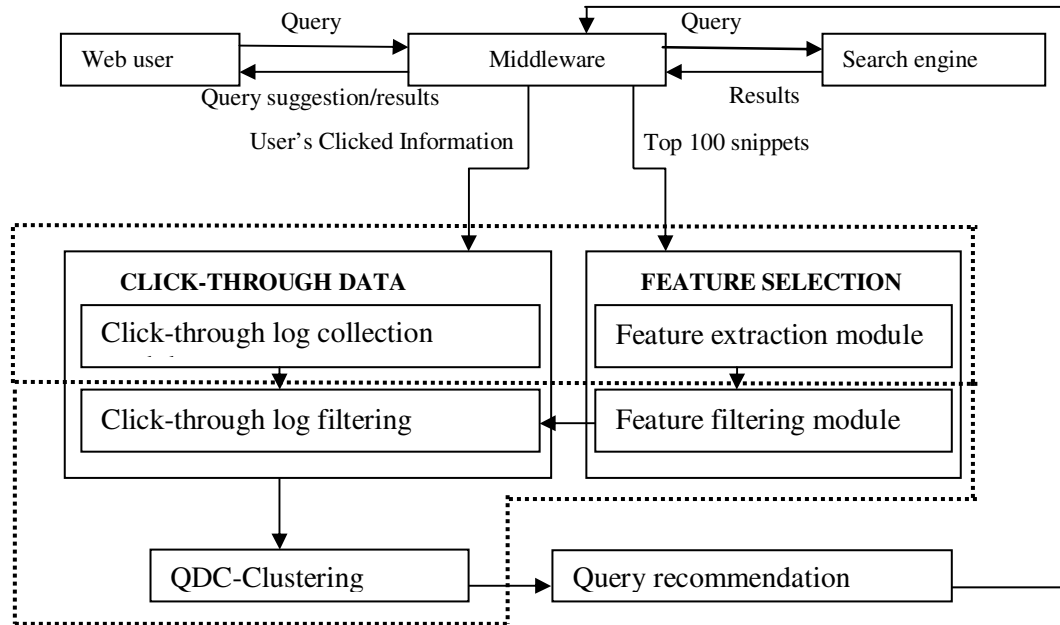 Query
Query
Web user
Middleware
Search engine
Query suggestion/results
Results
User's Clicked Information
Top 100 snippets
CLICK-THROUGH DATA
FEATURE SELECTION
Click-through log collection
Feature extraction module
Click-through log filtering
Feature filtering module
QDC-Clustering
Query recommendation